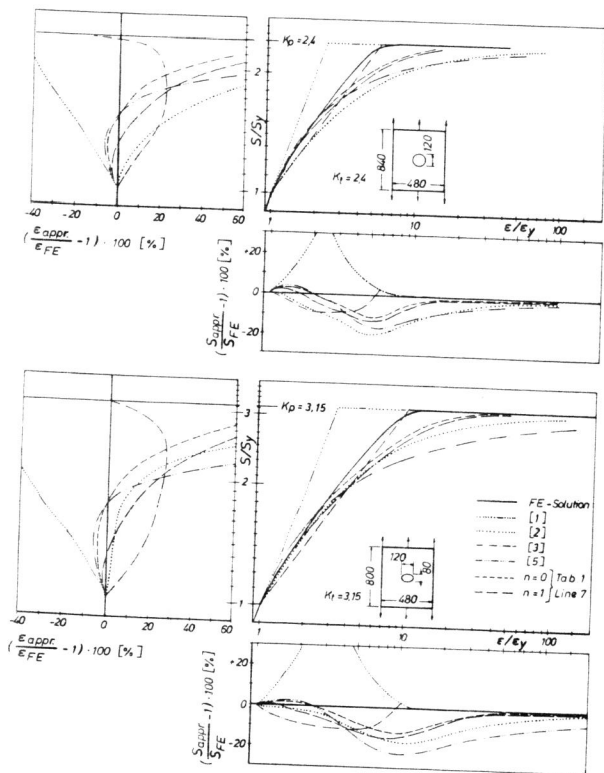 Kp = 2,4
2
S/Sy
1
840
120
480
Kt = 2,4
-40 -20 0 20 40 60
1 10 100
ε/εy
(εappr./εFE -1) · 100 [%]
(Sappr./SFE -1) · 100 [%]
+20
0
-20
Kp = 3,15
3
S/Sy
2
1
800
120
80
480
Kt = 3,15
FE-Solution
[1]
[2]
[3]
[5]
n=0 } Tab 1
n=1 } Line 7
-40 -20 0 20 40 60
1 10 100
ε/εy
(εappr./εFE -1) · 100 [%]
(Sappr./SFE -1) · 100 [%]
+20
0
-20